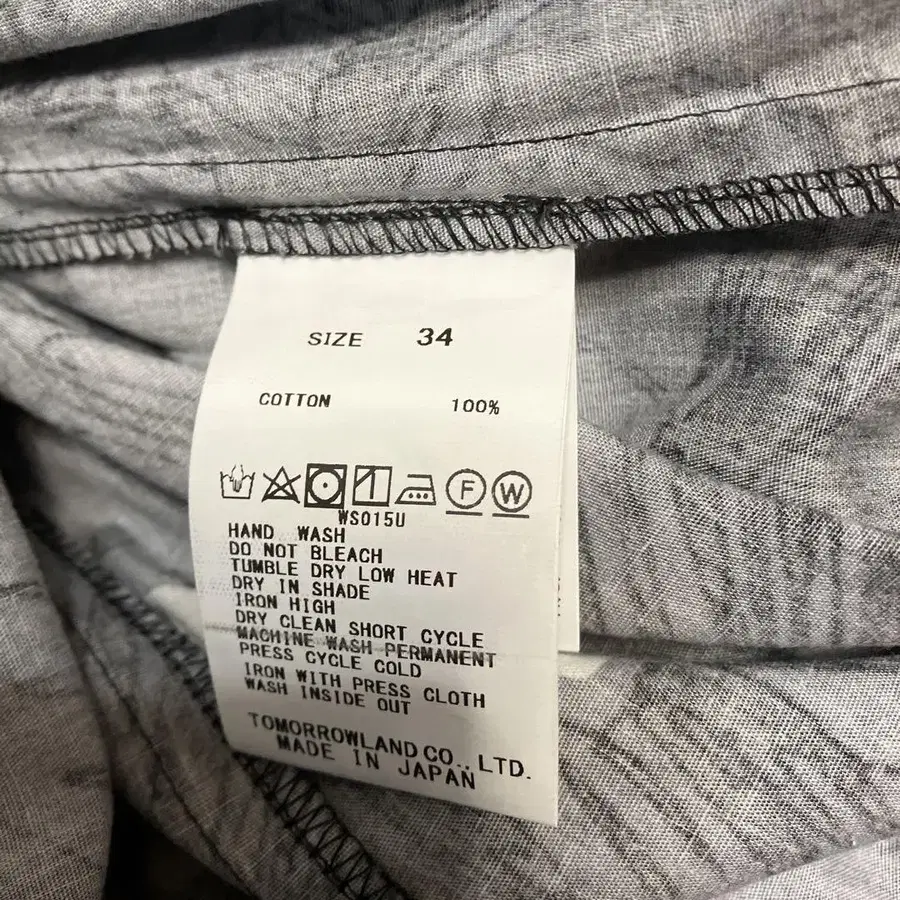 SIZE 34
COTTON 100%
F W
WS015U
HAND WASH
DO NOT BLEACH
TUMBLE DRY LOW HEAT
DRY IN SHADE
IRON HIGH
DRY CLEAN SHORT CYCLE
MACHINE WASH PERMANENT
PRESS CYCLE COLD
IRON WITH PRESS CLOTH
WASH INSIDE OUT
TOMORROWLAND CO., LTD.
MADE IN JAPAN